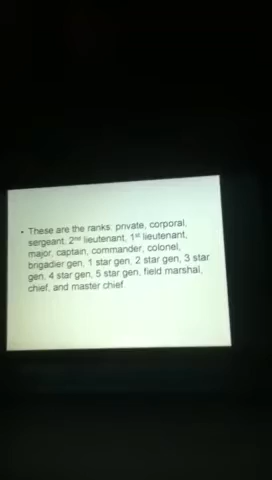 • These are the ranks: private, corporal,
sergeant, 2nd lieutenant, 1st lieutenant,
major, captain, commander, colonel,
brigadier gen, 1 star gen, 2 star gen, 3 star
gen, 4 star gen, 5 star gen, field marshal,
chief, and master chief